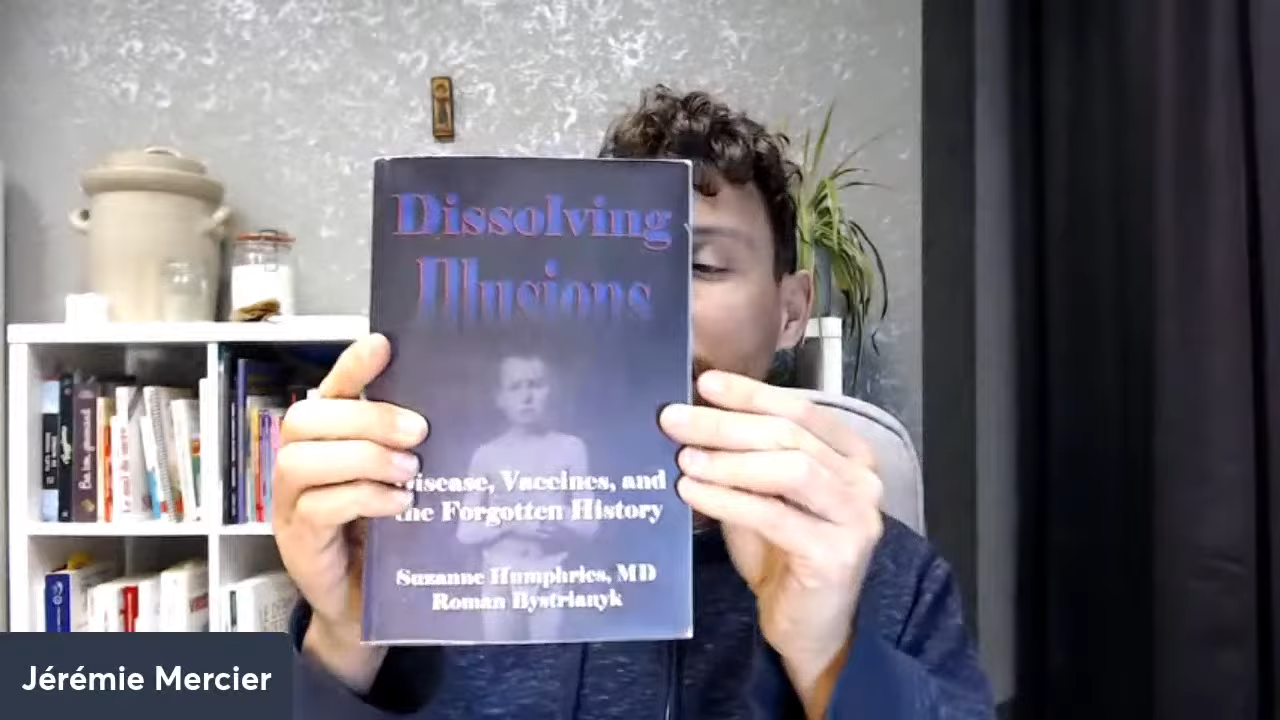 Dissolving
Illusions
Disease, Vaccines, and
the Forgotten History
Suzanne Humphries, MD
Roman Bystrianyk
Jérémie Mercier